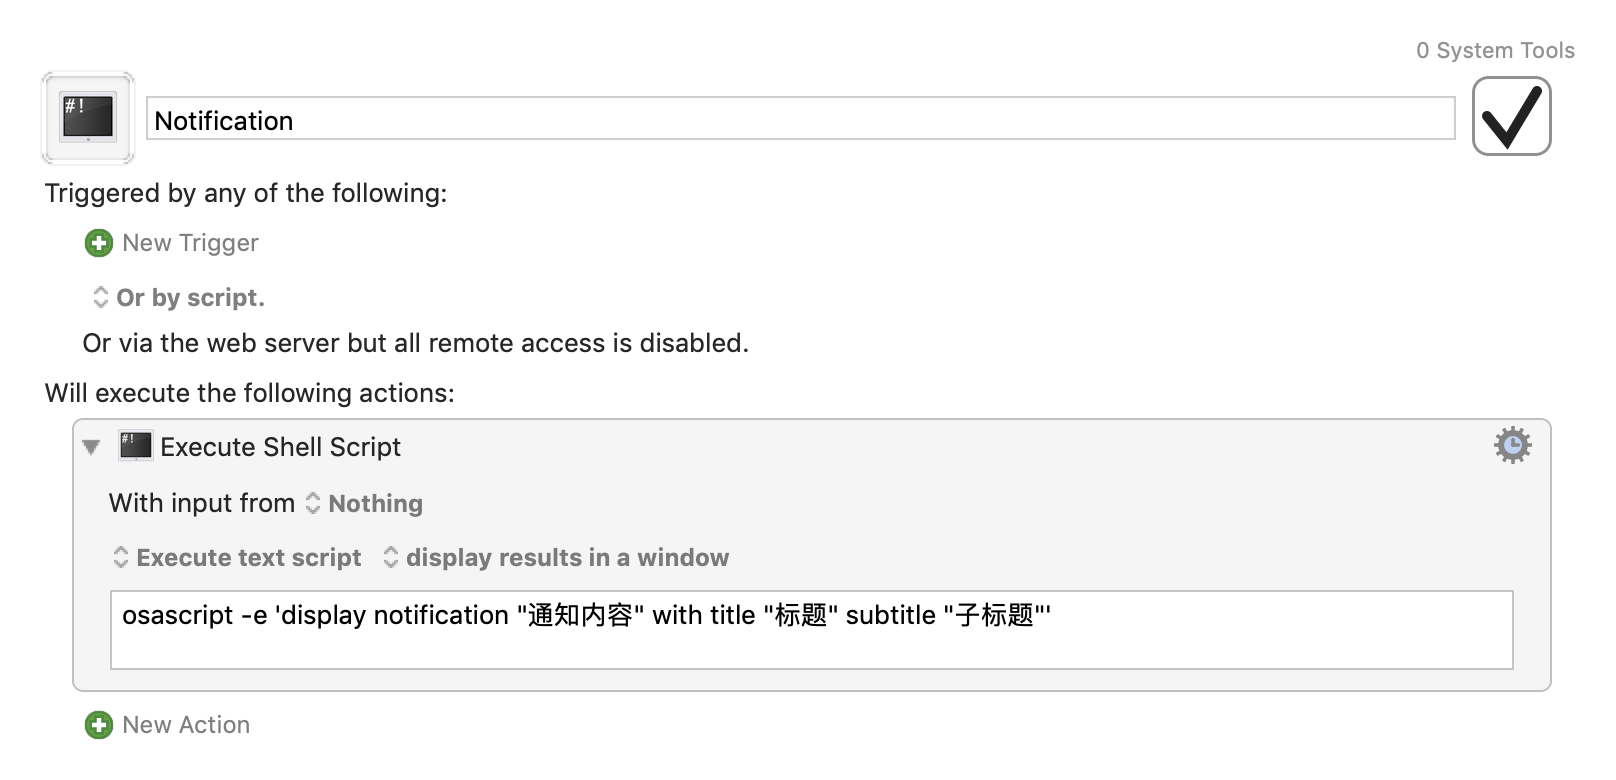 0 System Tools
#!
Notification
Triggered by any of the following:
New Trigger
Or by script.
Or via the web server but all remote access is disabled.
Will execute the following actions:
#! Execute Shell Script
With input from Nothing
Execute text script display results in a window
osascript -e 'display notification "通知内容" with title "标题" subtitle "子标题"'
New Action